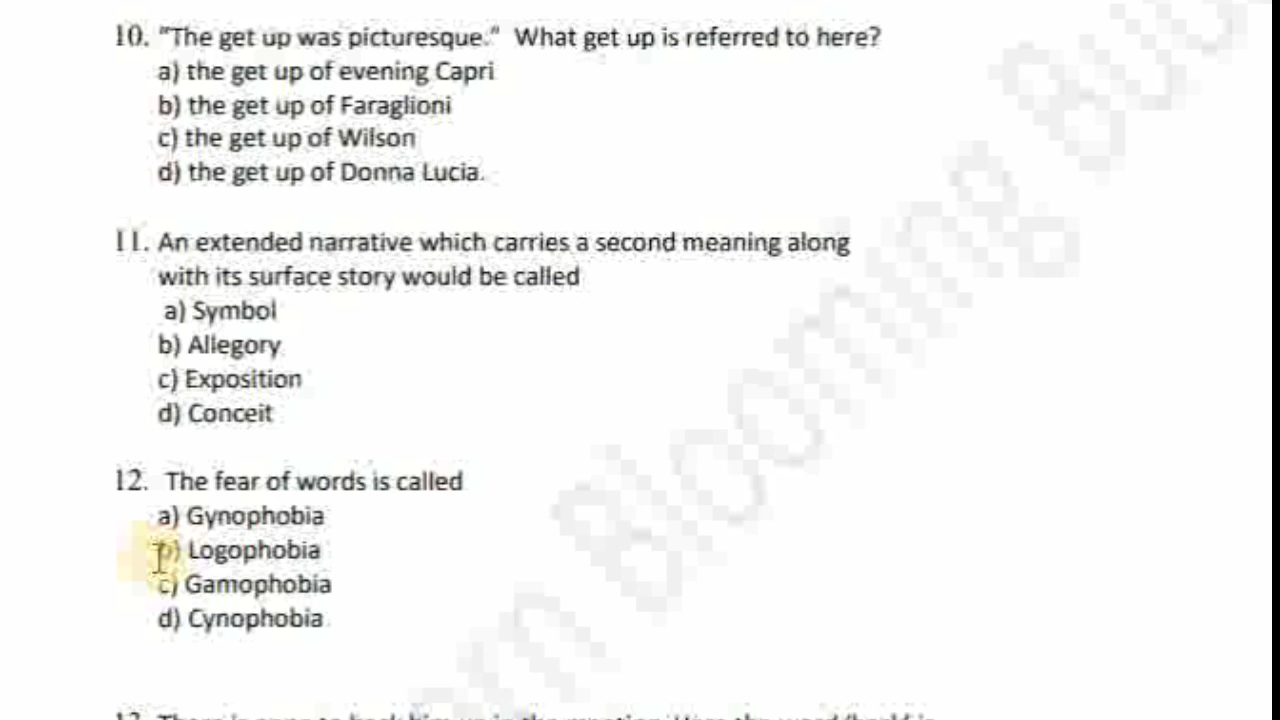 10. "The get up was picturesque." What get up is referred to here?
a) the get up of evening Capri
b) the get up of Faraglioni
c) the get up of Wilson
d) the get up of Donna Lucia.
11. An extended narrative which carries a second meaning along
with its surface story would be called
a) Symbol
b) Allegory
c) Exposition
d) Conceit
12. The fear of words is called
a) Gynophobia
b) Logophobia
c) Gamophobia
d) Cynophobia
Blooming